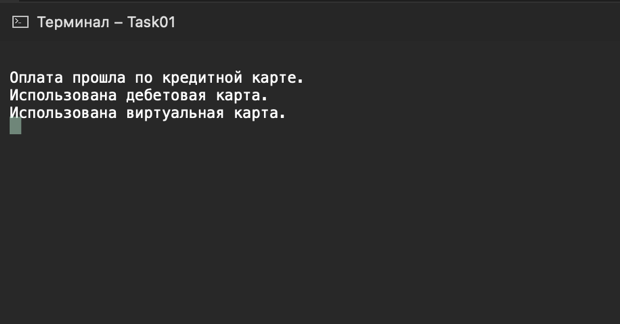 Терминал – Task01
Оплата прошла по кредитной карте.
Использована дебетовая карта.
Использована виртуальная карта.